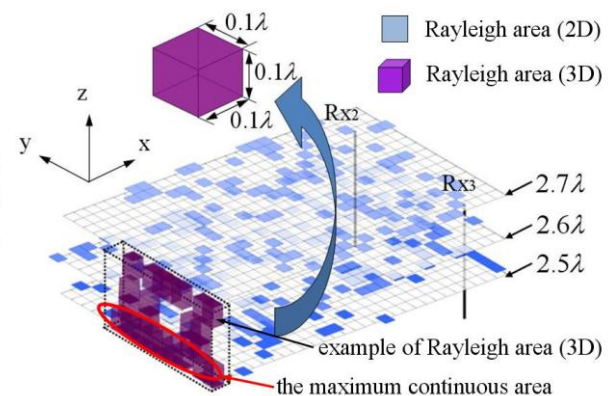 0.1λ
Rayleigh area (2D)
0.1λ
Rayleigh area (3D)
0.1λ
z
y
x
Rx2
Rx3
2.7λ
2.6λ
2.5λ
example of Rayleigh area (3D)
the maximum continuous area